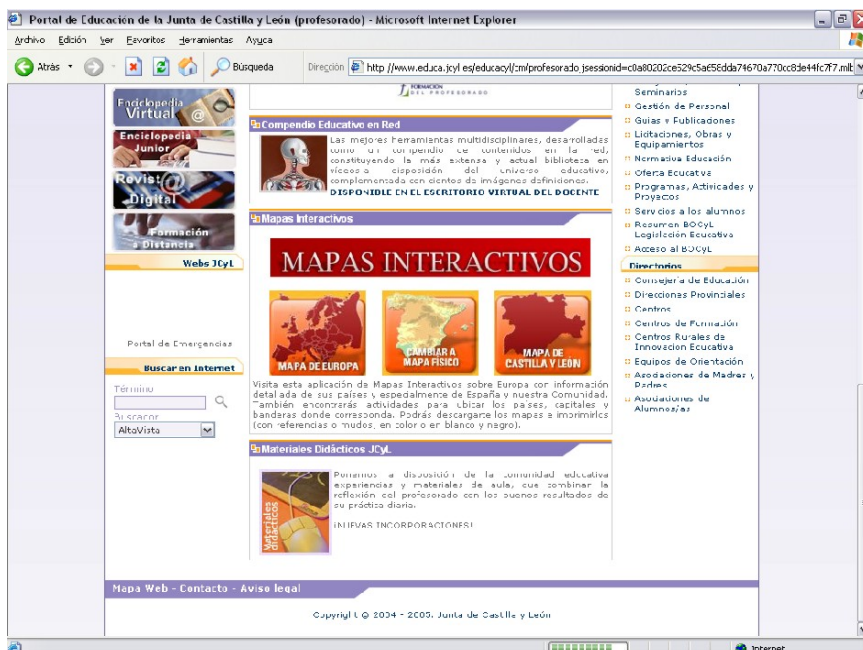 Portal de Educación de la Junta de Castilla y León (profesorado) - Microsoft Internet Explorer
Archivo Edición Ver Favoritos Herramientas Ayuda
Atrás Búsqueda Dirección
FORMACIÓN
DEL PROFESORADO
Enciclopedia
Virtual
Enciclopedia
Junior
Revist@
Digital
Formación
a Distancia
Webs JCyL
Portal de Emergencias
Buscar en Internet
Término
Buscador
AltaVista
Compendio Educativo en Red
Las mejores herramientas multidisciplinares, desarrolladas
como un compendio de contenidos en la red,
constituyendo la más extensa y actual biblioteca en
vídeos a disposición del universo educativo,
complementada con cientos de imágenes definiciones.
DISPONIBLE EN EL ESCRITORIO VIRTUAL DEL DOCENTE
Mapas Interactivos
MAPAS INTERACTIVOS
MAPA DE EUROPA
CAMBIAR A
MAPA FÍSICO
MAPA DE
CASTILLA Y LEÓN
Visita esta aplicación de Mapas Interactivos sobre Europa con información
detallada de sus países y especialmente de España y nuestra Comunidad.
También encontrarás actividades para ubicar los países, capitales y
banderas donde corresponda. Podrás descargarte los mapas e imprimirlos
(con referencias o mudos, en color o en blanco y negro).
Materiales Didácticos JCyL
Materiales
didácticos
Ponemos a disposición de la comunidad educativa
experiencias y materiales de aula, que combinan la
reflexión del profesorado con los buenos resultados de
su práctica diaria.
¡NUEVAS INCORPORACIONES!
Seminarios
Gestión de Personal
Guías y Publicaciones
Licitaciones, Obras y
Equipamientos
Normativa Educación
Oferta Educativa
Programas, Actividades y
Proyectos
Servicios a los alumnos
Resumen BOCyL
Legislación Educativa
Acceso al BOCyL
Directorios
Consejería de Educación
Direcciones Provinciales
Centros
Centros de Formación
Centros Rurales de
Innovacion Educativa
Equipos de Orientación
Asociaciones de Madres y
Padres
Asociaciones de
Alumnos/as
Mapa Web - Contacto - Aviso legal
Copyright © 2004 - 2005. Junta de Castilla y León
Internet